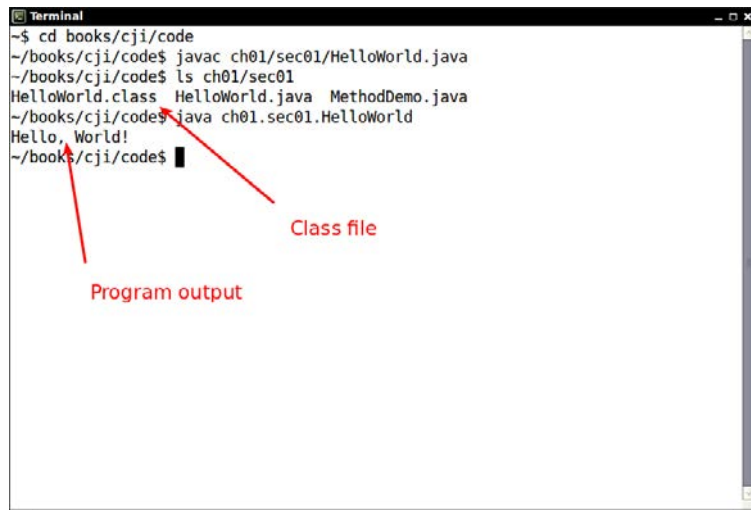 Terminal
~$ cd books/cji/code
~/books/cji/code$ javac ch01/sec01/HelloWorld.java
~/books/cji/code$ ls ch01/sec01
HelloWorld.class  HelloWorld.java  MethodDemo.java
~/books/cji/code$ java ch01.sec01.HelloWorld
Hello, World!
~/books/cji/code$
Class file
Program output